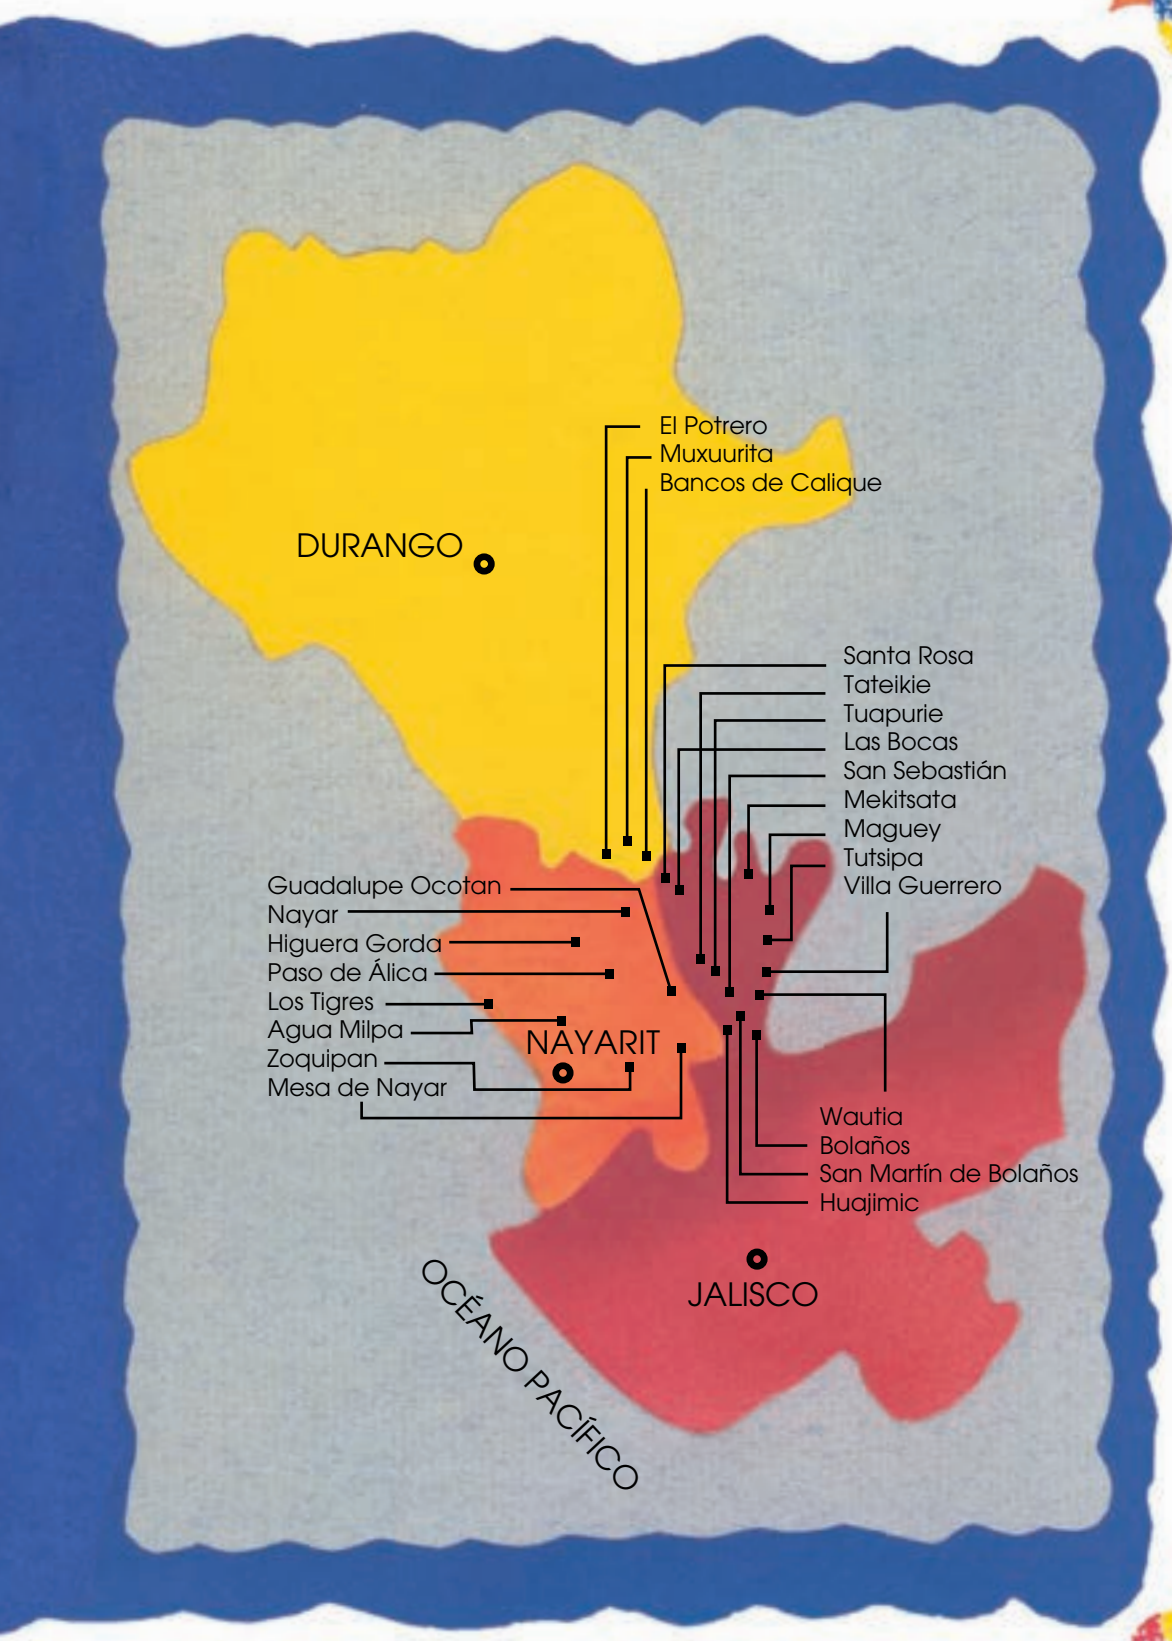 El Potrero
Muxuurita
Bancos de Calique
DURANGO
Santa Rosa
Tateikie
Tuapurie
Las Bocas
San Sebastián
Mekitsata
Maguey
Tutsipa
Villa Guerrero
Guadalupe Ocotan
Nayar
Higuera Gorda
Paso de Álica
Los Tigres
Agua Milpa
Zoquipan
Mesa de Nayar
NAYARIT
Wautia
Bolaños
San Martín de Bolaños
Huajimic
JALISCO
OCÉANO PACÍFICO